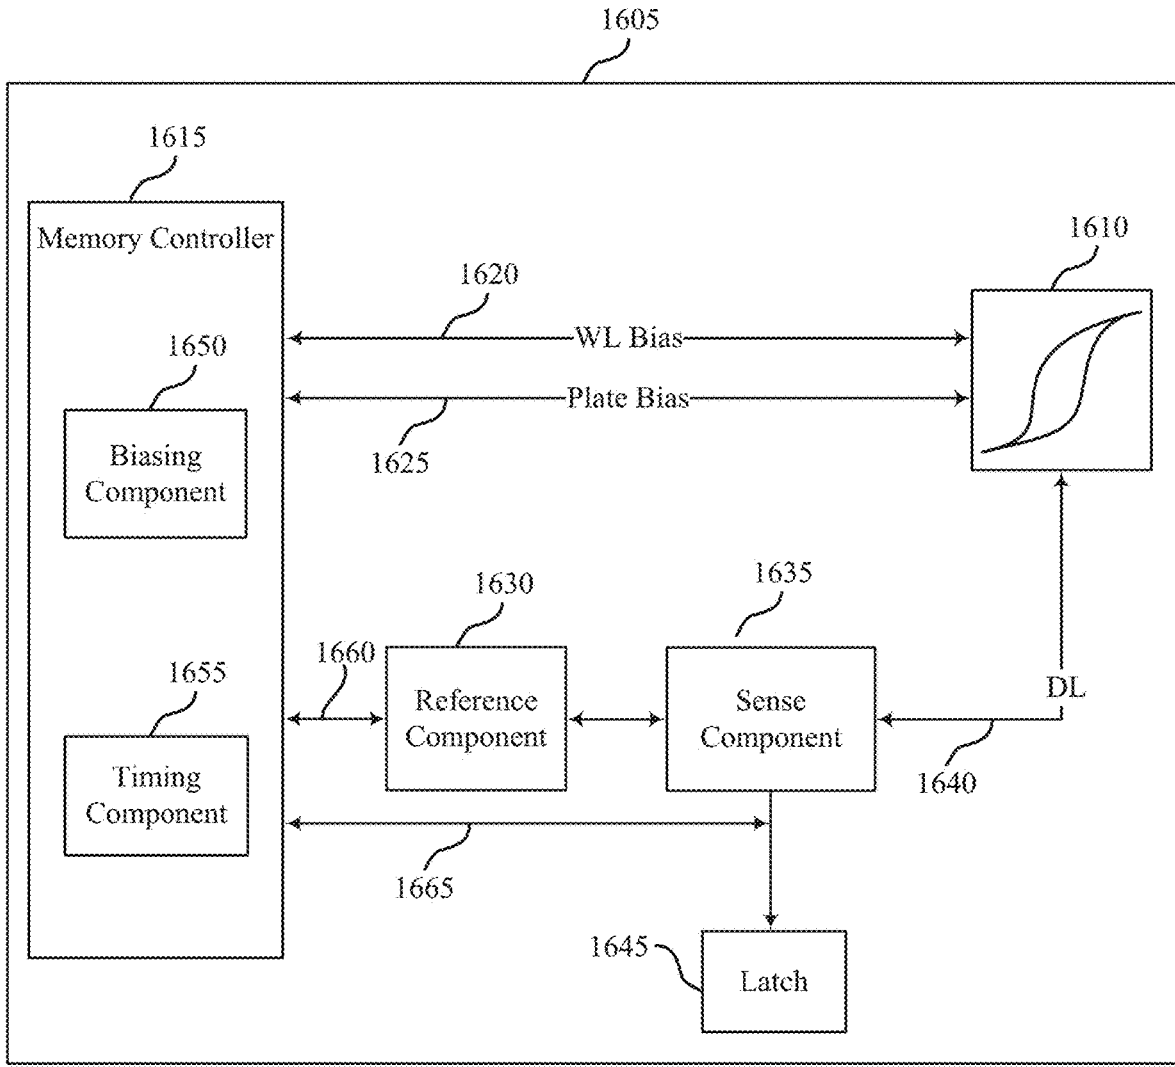 1605
1615
Memory Controller
1610
1620
WL Bias
1650
Plate Bias
1625
Biasing
Component
1630
1635
1660
1655
Reference
Component
Sense
Component
DL
1640
Timing
Component
1665
1645
Latch